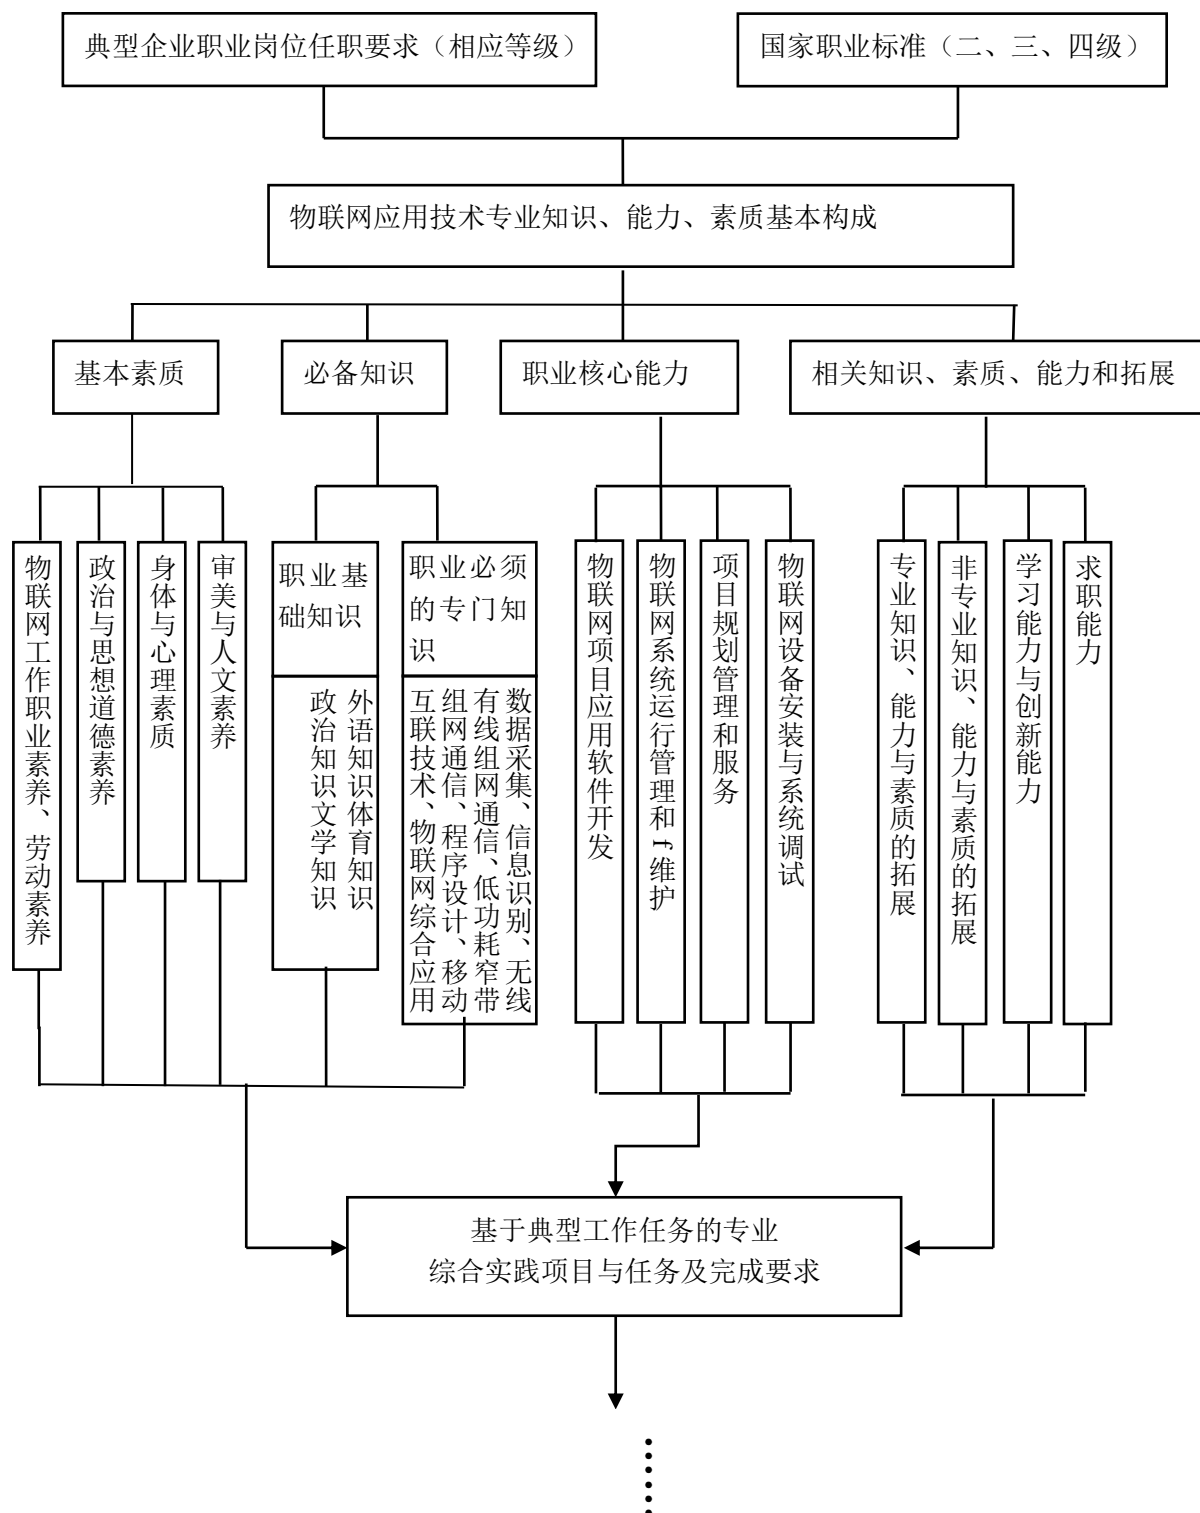 典型企业职业岗位任职要求（相应等级）
国家职业标准（二、三、四级）
物联网应用技术专业知识、能力、素质基本构成
基本素质
必备知识
职业核心能力
相关知识、素质、能力和拓展
物联网工作职业素养、劳动素养
政治与思想道德素养
身体与心理素质
审美与人文素养
职业基
础知识
外语知识体育知识
政治知识文学知识
职业必须
的专门知
识
数据采集、信息识别、无线
有线组网通信、低功耗窄带
组网通信、程序设计、移动
互联技术、物联网综合应用
物联网项目应用软件开发
物联网系统运行管理和f维护
项目规划管理和服务
物联网设备安装与系统调试
专业知识、能力与素质的拓展
非专业知识、能力与素质的拓展
学习能力与创新能力
求职能力
基于典型工作任务的专业
综合实践项目与任务及完成要求